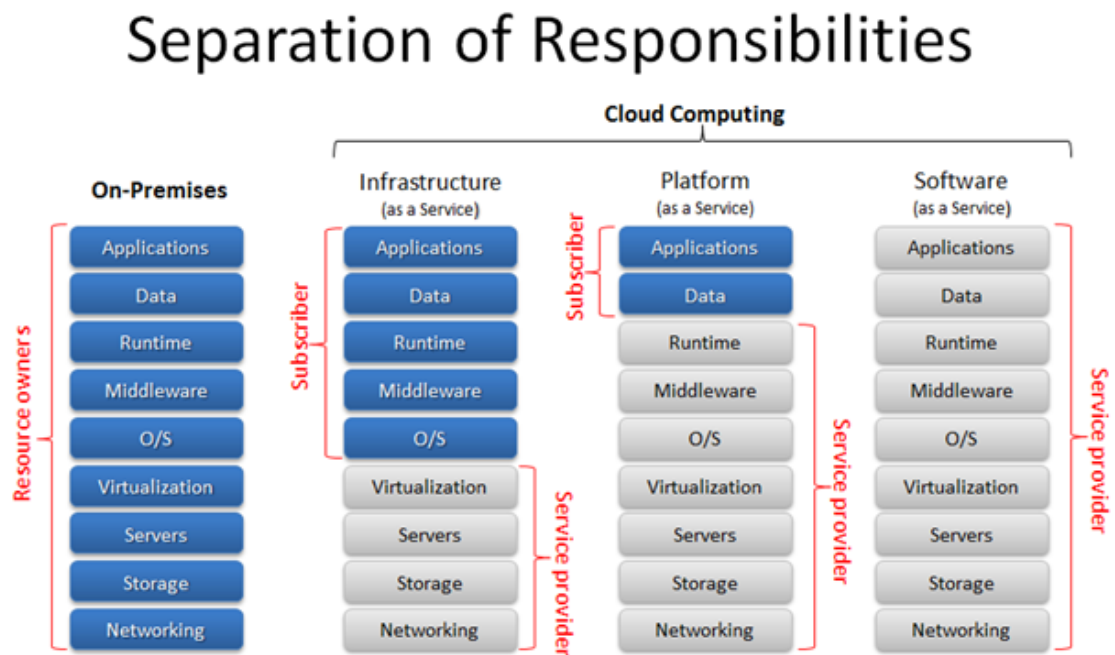 Separation of Responsibilities
Cloud Computing
On-Premises
Resource owners
Applications
Data
Runtime
Middleware
O/S
Virtualization
Servers
Storage
Networking
Infrastructure
(as a Service)
Subscriber
Applications
Data
Runtime
Middleware
O/S
Virtualization
Servers
Storage
Networking
Service provider
Platform
(as a Service)
Subscriber
Applications
Data
Runtime
Middleware
O/S
Virtualization
Servers
Storage
Networking
Service provider
Software
(as a Service)
Applications
Data
Runtime
Middleware
O/S
Virtualization
Servers
Storage
Networking
Service provider